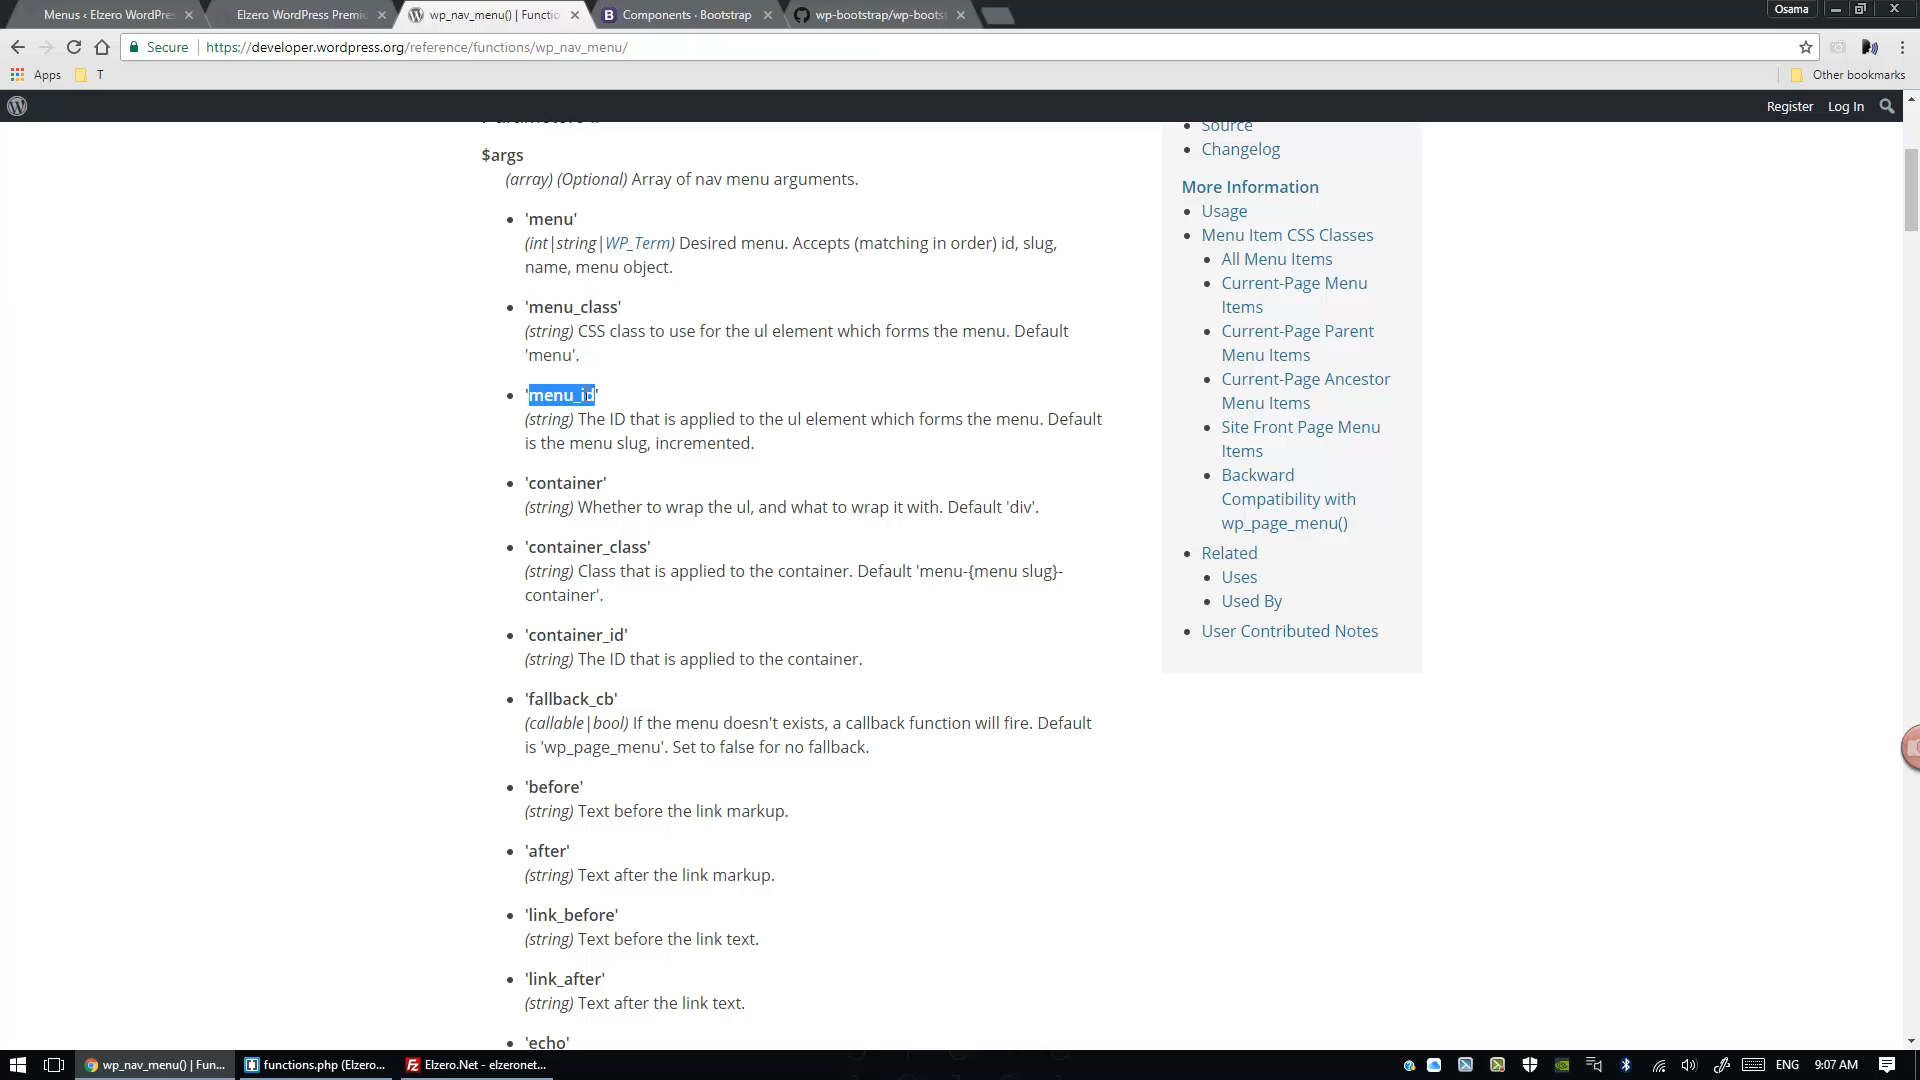 Menus ‹ Elzero WordPres
Elzero WordPress Premi
wp_nav_menu() | Functio
Components · Bootstrap
wp-bootstrap/wp-boots
Osama
Secure
https://developer.wordpress.org/reference/functions/wp_nav_menu/
Apps
T
Other bookmarks
Register
Log In
$args
(array) (Optional) Array of nav menu arguments.
'menu'
(int|string|WP_Term) Desired menu. Accepts (matching in order) id, slug,
name, menu object.
'menu_class'
(string) CSS class to use for the ul element which forms the menu. Default
'menu'.
'menu_id'
(string) The ID that is applied to the ul element which forms the menu. Default
is the menu slug, incremented.
'container'
(string) Whether to wrap the ul, and what to wrap it with. Default 'div'.
'container_class'
(string) Class that is applied to the container. Default 'menu-{menu slug}-
container'.
'container_id'
(string) The ID that is applied to the container.
'fallback_cb'
(callable|bool) If the menu doesn't exists, a callback function will fire. Default
is 'wp_page_menu'. Set to false for no fallback.
'before'
(string) Text before the link markup.
'after'
(string) Text after the link markup.
'link_before'
(string) Text before the link text.
'link_after'
(string) Text after the link text.
'echo'
Source
Changelog
More Information
Usage
Menu Item CSS Classes
All Menu Items
Current-Page Menu
Items
Current-Page Parent
Menu Items
Current-Page Ancestor
Menu Items
Site Front Page Menu
Items
Backward
Compatibility with
wp_page_menu()
Related
Uses
Used By
User Contributed Notes
wp_nav_menu() | Fun...
functions.php (Elzero...
Elzero.Net - elzeronet...
ENG
9:07 AM